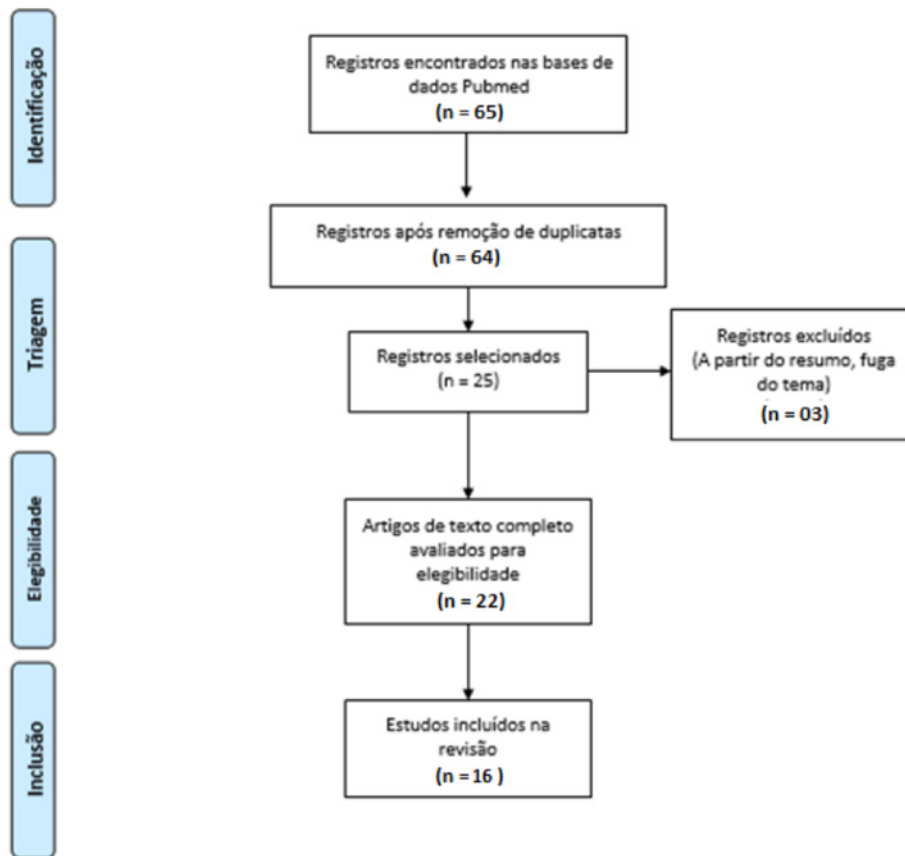 Identificação
Registros encontrados nas bases de
dados Pubmed
(n = 65)
Registros após remoção de duplicatas
(n = 64)
Triagem
Registros selecionados
(n = 25)
Registros excluídos
(A partir do resumo, fuga
do tema)
(n = 03)
Elegibilidade
Artigos de texto completo
avaliados para
elegibilidade
(n = 22)
Inclusão
Estudos incluídos na
revisão
(n =16 )